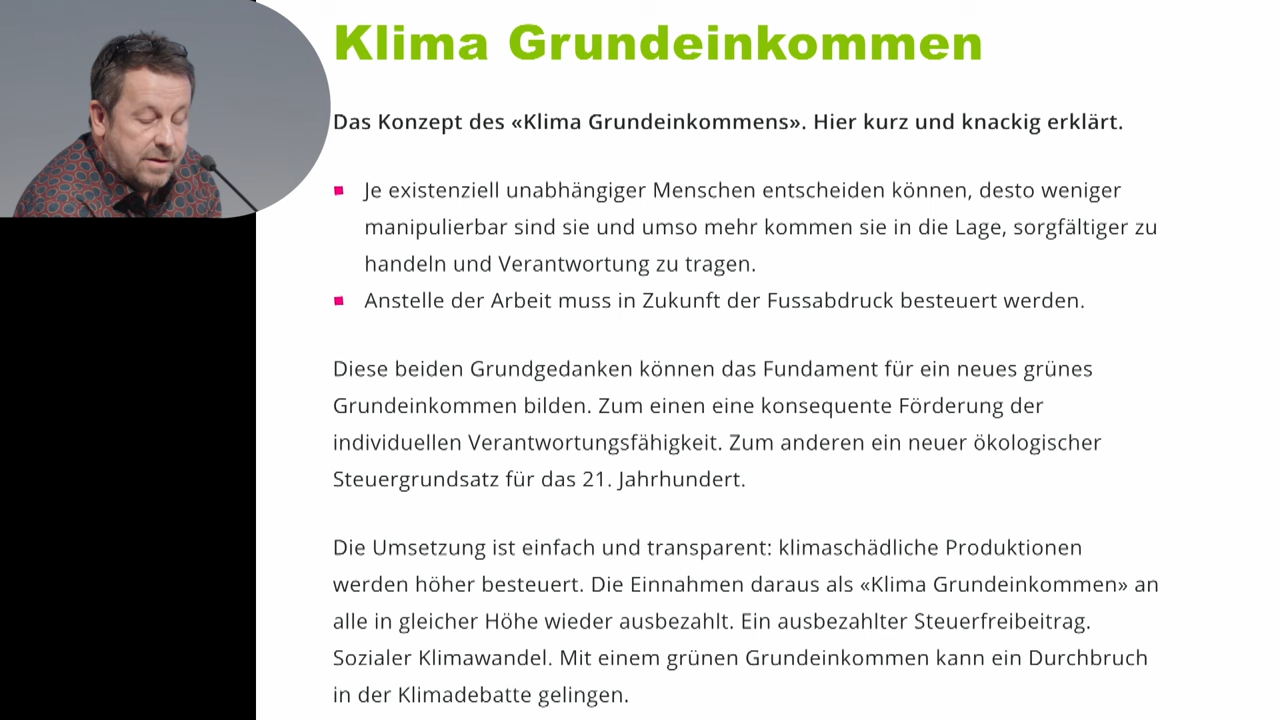 Klima Grundeinkommen
Das Konzept des «Klima Grundeinkommens». Hier kurz und knackig erklärt.
Je existenziell unabhängiger Menschen entscheiden können, desto weniger
manipulierbar sind sie und umso mehr kommen sie in die Lage, sorgfältiger zu
handeln und Verantwortung zu tragen.
Anstelle der Arbeit muss in Zukunft der Fussabdruck besteuert werden.
Diese beiden Grundgedanken können das Fundament für ein neues grünes
Grundeinkommen bilden. Zum einen eine konsequente Förderung der
individuellen Verantwortungsfähigkeit. Zum anderen ein neuer ökologischer
Steuergrundsatz für das 21. Jahrhundert.
Die Umsetzung ist einfach und transparent: klimaschädliche Produktionen
werden höher besteuert. Die Einnahmen daraus als «Klima Grundeinkommen» an
alle in gleicher Höhe wieder ausbezahlt. Ein ausbezahlter Steuerfreibeitrag.
Sozialer Klimawandel. Mit einem grünen Grundeinkommen kann ein Durchbruch
in der Klimadebatte gelingen.